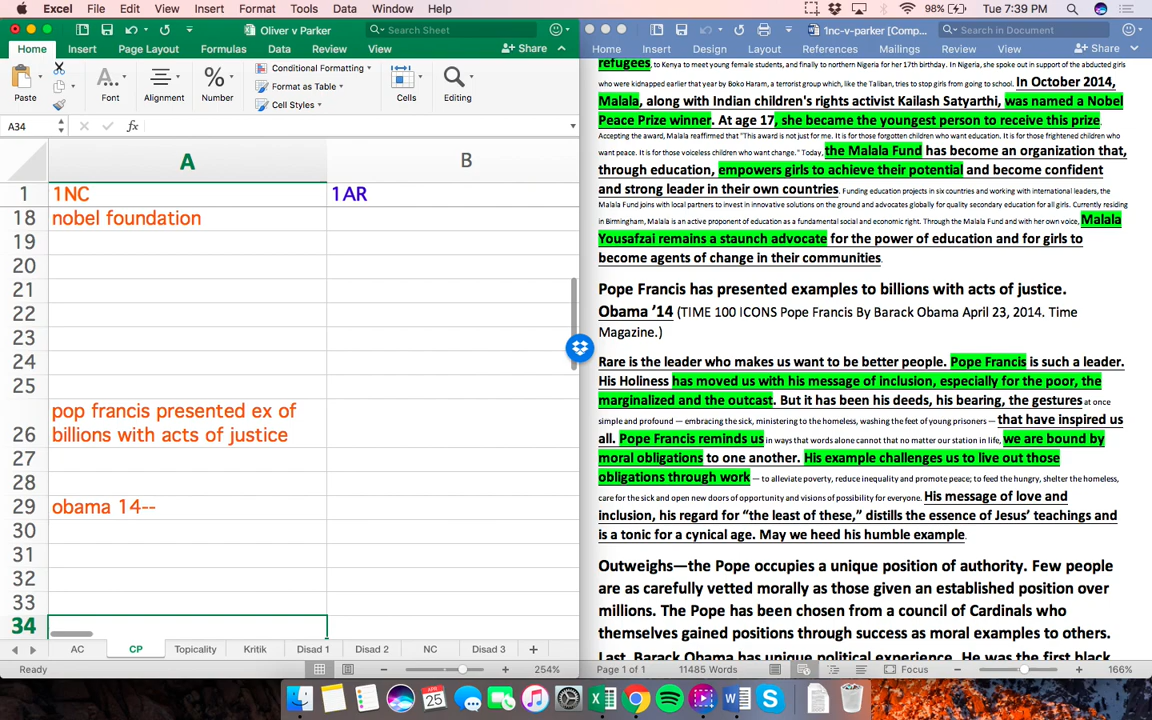 Excel File Edit View Insert Format Tools Data Window Help 98% Tue 7:39 PM
Oliver v Parker Search Sheet
Home Insert Page Layout Formulas Data Review View Share
Paste Font Alignment Number Conditional Formatting Format as Table Cell Styles Cells Editing
A34 fx
A B
1 1NC 1AR
18 nobel foundation
19
20
21
22
23
24
25
pop francis presented ex of
26 billions with acts of justice
27
28
29 obama 14--
30
31
32
33
34
AC CP Topicality Kritik Disad 1 Disad 2 NC Disad 3 +
Ready 254%
1nc-v-parker [Comp... Search in Document
Home Insert Design Layout References Mailings Review View Share
refugees, to Kenya to meet young female students, and finally to northern Nigeria for her 17th birthday. In Nigeria, she spoke out in support of the abducted girls
who were kidnapped earlier that year by Boko Haram, a terrorist group which, like the Taliban, tries to stop girls from going to school. In October 2014,
Malala, along with Indian children's rights activist Kailash Satyarthi, was named a Nobel
Peace Prize winner. At age 17, she became the youngest person to receive this prize.
Accepting the award, Malala reaffirmed that "This award is not just for me. It is for those forgotten children who want education. It is for those frightened children who
want peace. It is for those voiceless children who want change." Today, the Malala Fund has become an organization that,
through education, empowers girls to achieve their potential and become confident
and strong leader in their own countries. Funding education projects in six countries and working with international leaders, the
Malala Fund joins with local partners to invest in innovative solutions on the ground and advocates globally for quality secondary education for all girls. Currently residing
in Birmingham, Malala is an active proponent of education as a fundamental social and economic right. Through the Malala Fund and with her own voice, Malala
Yousafzai remains a staunch advocate for the power of education and for girls to
become agents of change in their communities.
Pope Francis has presented examples to billions with acts of justice.
Obama ’14 (TIME 100 ICONS Pope Francis By Barack Obama April 23, 2014. Time
Magazine.)
Rare is the leader who makes us want to be better people. Pope Francis is such a leader.
His Holiness has moved us with his message of inclusion, especially for the poor, the
marginalized and the outcast. But it has been his deeds, his bearing, the gestures at once
simple and profound — embracing the sick, ministering to the homeless, washing the feet of young prisoners — that have inspired us
all. Pope Francis reminds us in ways that words alone cannot that no matter our station in life, we are bound by
moral obligations to one another. His example challenges us to live out those
obligations through work — to alleviate poverty, reduce inequality and promote peace; to feed the hungry, shelter the homeless,
care for the sick and open new doors of opportunity and visions of possibility for everyone. His message of love and
inclusion, his regard for “the least of these,” distills the essence of Jesus’ teachings and
is a tonic for a cynical age. May we heed his humble example.
Outweighs—the Pope occupies a unique position of authority. Few people
are as carefully vetted morally as those given an established position over
millions. The Pope has been chosen from a council of Cardinals who
themselves gained positions through success as moral examples to others.
Last, Barack Obama has unique political experience. He was the first black
Page 1 of 1 11485 Words Focus 166%
APR
25